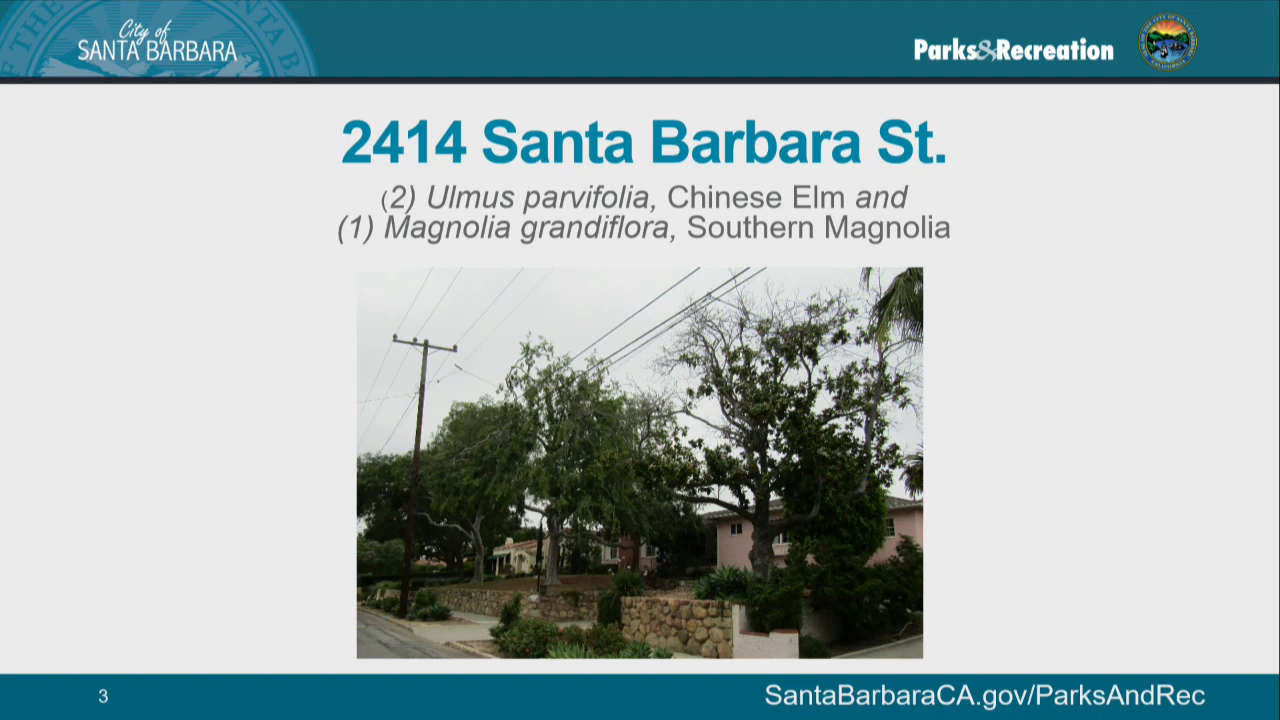 City of
SANTA BARBARA
Parks&Recreation
2414 Santa Barbara St.
(2) Ulmus parvifolia, Chinese Elm and
(1) Magnolia grandiflora, Southern Magnolia
3
SantaBarbaraCA.gov/ParksAndRec